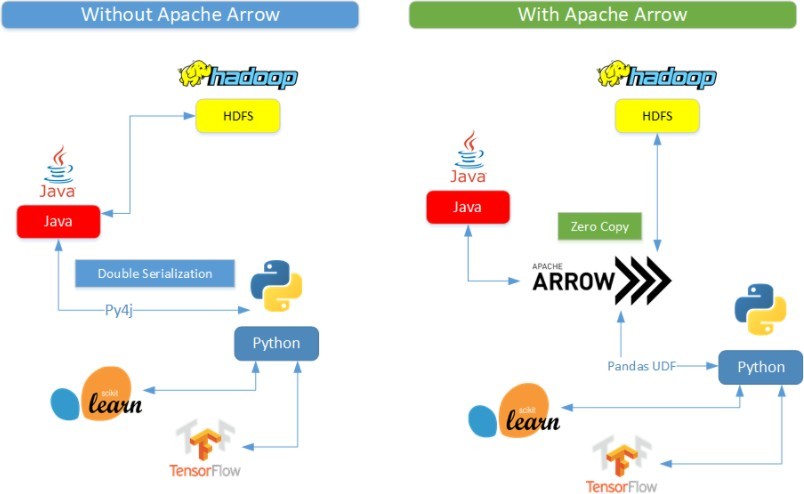 Without Apache Arrow
hadoop
HDFS
Java
Java
Double Serialization
Py4j
Python
scikit
learn
TensorFlow
With Apache Arrow
hadoop
HDFS
Java
Java
Zero Copy
APACHE
ARROW
Pandas UDF
Python
scikit
learn
TensorFlow